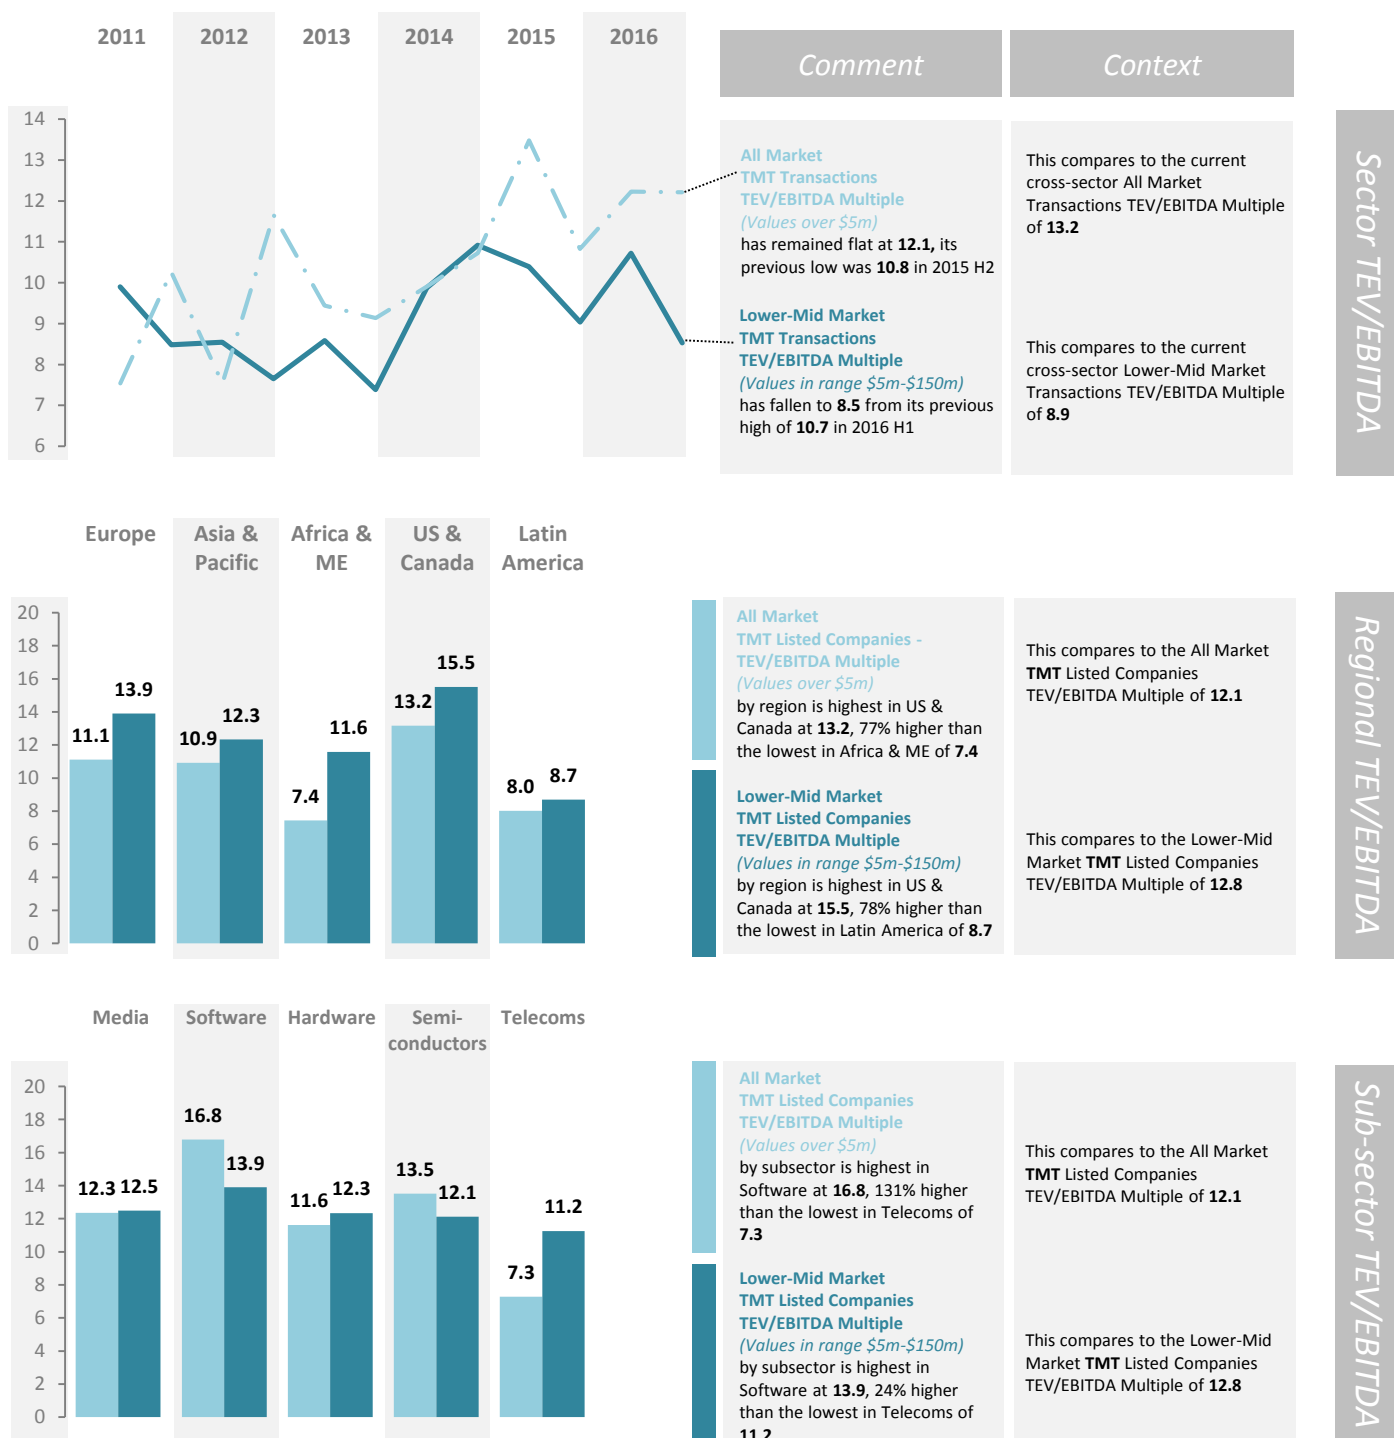 2011
2012
2013
2014
2015
2016
Comment
Context
14
13
12
11
10
9
8
7
6
All Market
TMT Transactions
TEV/EBITDA Multiple
(Values over $5m)
has remained flat at 12.1, its
previous low was 10.8 in 2015 H2
Lower-Mid Market
TMT Transactions
TEV/EBITDA Multiple
(Values in range $5m-$150m)
has fallen to 8.5 from its previous
high of 10.7 in 2016 H1
This compares to the current
cross-sector All Market
Transactions TEV/EBITDA Multiple
of 13.2
This compares to the current
cross-sector Lower-Mid Market
Transactions TEV/EBITDA Multiple
of 8.9
Sector TEV/EBITDA
Europe
Asia &
Pacific
Africa &
ME
US &
Canada
Latin
America
20
18
16
14
12
10
8
6
4
2
0
11.1
13.9
10.9
12.3
7.4
11.6
13.2
15.5
8.0
8.7
All Market
TMT Listed Companies -
TEV/EBITDA Multiple
(Values over $5m)
by region is highest in US &
Canada at 13.2, 77% higher than
the lowest in Africa & ME of 7.4
Lower-Mid Market
TMT Listed Companies
TEV/EBITDA Multiple
(Values in range $5m-$150m)
by region is highest in US &
Canada at 15.5, 78% higher than
the lowest in Latin America of 8.7
This compares to the All Market
TMT Listed Companies
TEV/EBITDA Multiple of 12.1
This compares to the Lower-Mid
Market TMT Listed Companies
TEV/EBITDA Multiple of 12.8
Regional TEV/EBITDA
Media
Software
Hardware
Semi-
conductors
Telecoms
20
18
16
14
12
10
8
6
4
2
0
12.3
12.5
16.8
13.9
11.6
12.3
13.5
12.1
7.3
11.2
All Market
TMT Listed Companies
TEV/EBITDA Multiple
(Values over $5m)
by subsector is highest in
Software at 16.8, 131% higher
than the lowest in Telecoms of
7.3
Lower-Mid Market
TMT Listed Companies
TEV/EBITDA Multiple
(Values in range $5m-$150m)
by subsector is highest in
Software at 13.9, 24% higher
than the lowest in Telecoms of
11.2
This compares to the All Market
TMT Listed Companies
TEV/EBITDA Multiple of 12.1
This compares to the Lower-Mid
Market TMT Listed Companies
TEV/EBITDA Multiple of 12.8
Sub-sector TEV/EBITDA